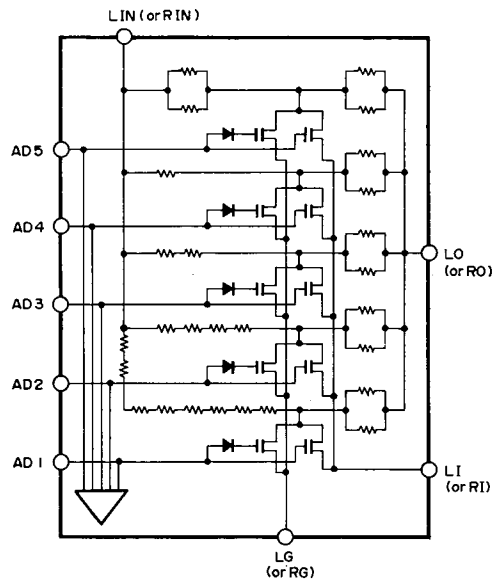 LIN (or RIN)
AD5
AD4
LO
(or RO)
AD3
AD2
AD1
LI
(or RI)
LG
(or RG)